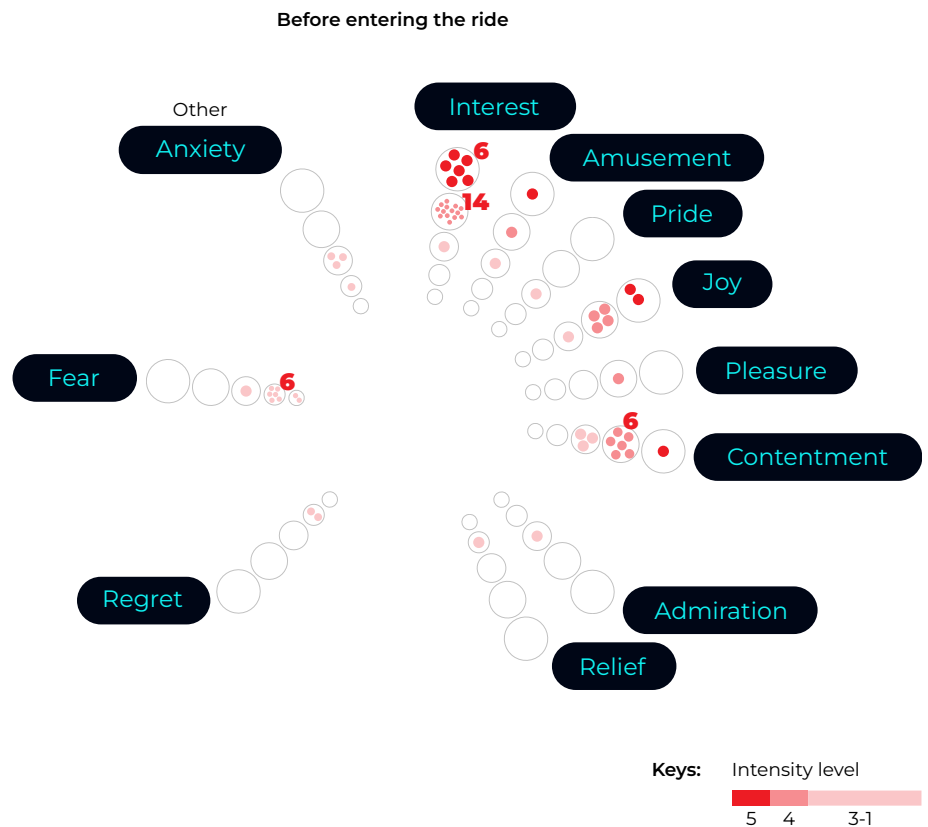 Before entering the ride
Other
Anxiety
Interest
6
14
Amusement
Pride
Joy
Pleasure
6
Contentment
Fear
6
Regret
Admiration
Relief
Keys: Intensity level
5 4 3-1